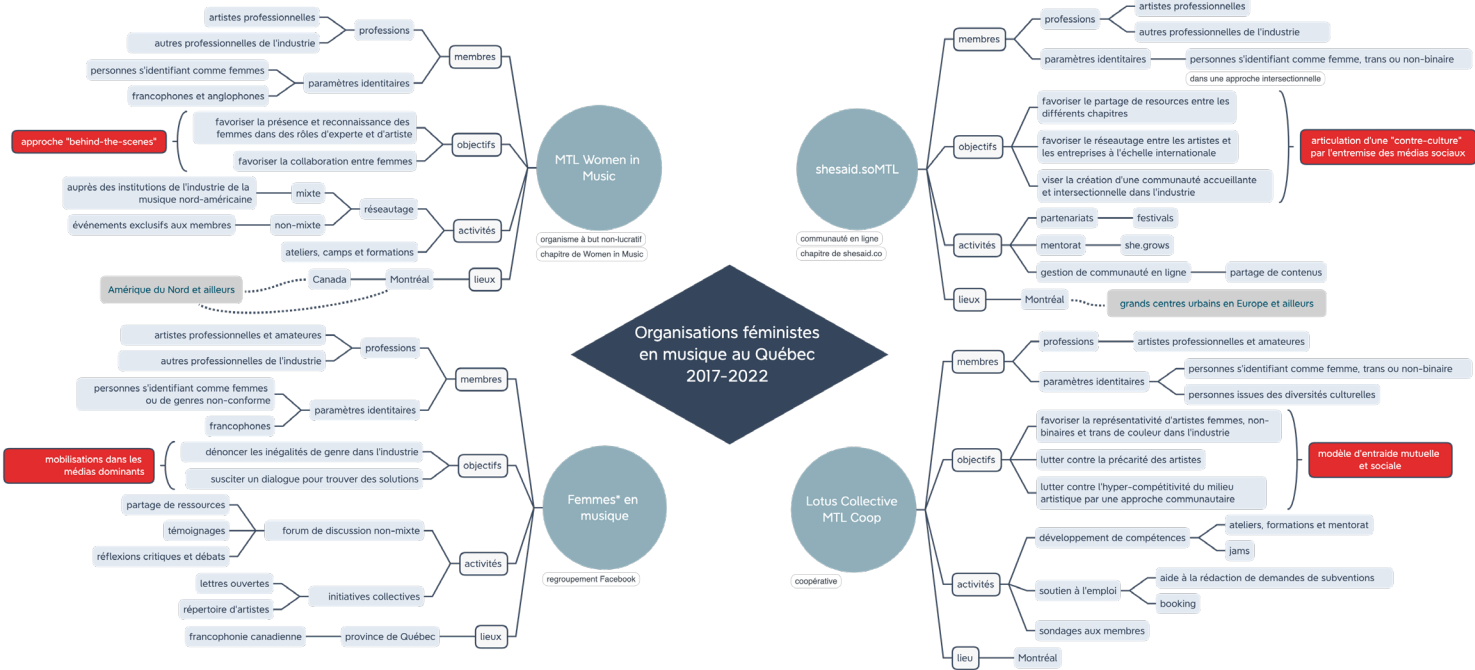 Organisations féministes
en musique au Québec
2017-2022
MTL Women in
Music
organisme à but non-lucratif
chapitre de Women in Music
membres
professions
artistes professionnelles
autres professionnelles de l'industrie
paramètres identitaires
personnes s'identifiant comme femmes
francophones et anglophones
objectifs
favoriser la présence et reconnaissance des
femmes dans des rôles d'experte et d'artiste
favoriser la collaboration entre femmes
approche "behind-the-scenes"
activités
réseautage
mixte
auprès des institutions de l'industrie de la
musique nord-américaine
non-mixte
événements exclusifs aux membres
ateliers, camps et formations
lieux
Montréal
Canada
Amérique du Nord et ailleurs
shesaid.soMTL
communauté en ligne
chapitre de shesaid.co
membres
professions
artistes professionelles
autres professionnelles de l'industrie
paramètres identitaires
personnes s'identifiant comme femme, trans ou non-binaire
dans une approche intersectionnelle
objectifs
favoriser le partage de resources entre les
différents chapitres
favoriser le réseautage entre les artistes et
les entreprises à l'échelle internationale
viser la création d'une communauté accueillante
et intersectionnelle dans l'industrie
articulation d'une "contre-culture"
par l'entremise des médias sociaux
activités
partenariats
festivals
mentorat
she.grows
gestion de communauté en ligne
partage de contenus
lieux
Montréal
grands centres urbains en Europe et ailleurs
Femmes* en
musique
regroupement Facebook
membres
professions
artistes professionnelles et amateures
autres professionnelles de l'industrie
paramètres identitaires
personnes s'identifiant comme femmes
ou de genres non-conforme
francophones
objectifs
dénoncer les inégalités de genre dans l'industrie
susciter un dialogue pour trouver des solutions
mobilisations dans les
médias dominants
activités
forum de discussion non-mixte
partage de ressources
témoignages
réflexions critiques et débats
initiatives collectives
lettres ouvertes
répertoire d'artistes
lieux
province de Québec
francophonie canadienne
Lotus Collective
MTL Coop
coopérative
membres
professions
artistes professionnelles et amateures
paramètres identitaires
personnes s'identifiant comme femme, trans ou non-binaire
personnes issues des diversités culturelles
objectifs
favoriser la représentativité d'artistes femmes, non-
binaires et trans de couleur dans l'industrie
lutter contre la précarité des artistes
lutter contre l'hyper-compétitivité du milieu
artistique par une approche communautaire
modèle d'entraide mutuelle
et sociale
activités
développement de compétences
ateliers, formations et mentorat
jams
soutien à l'emploi
aide à la rédaction de demandes de subventions
booking
sondages aux membres
lieu
Montréal